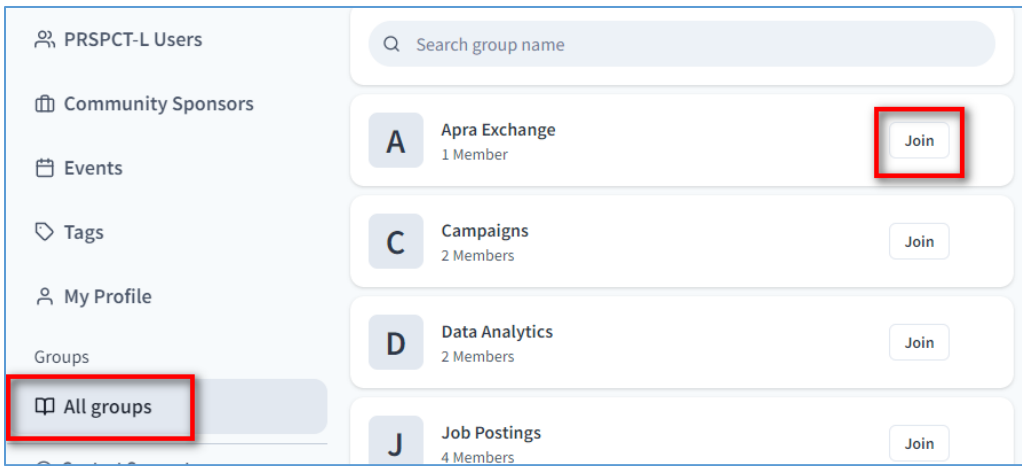 PRSPCT-L Users
Community Sponsors
Events
Tags
My Profile
Groups
All groups
Search group name
A
Apra Exchange
1 Member
Join
C
Campaigns
2 Members
Join
D
Data Analytics
2 Members
Join
J
Job Postings
4 Members
Join